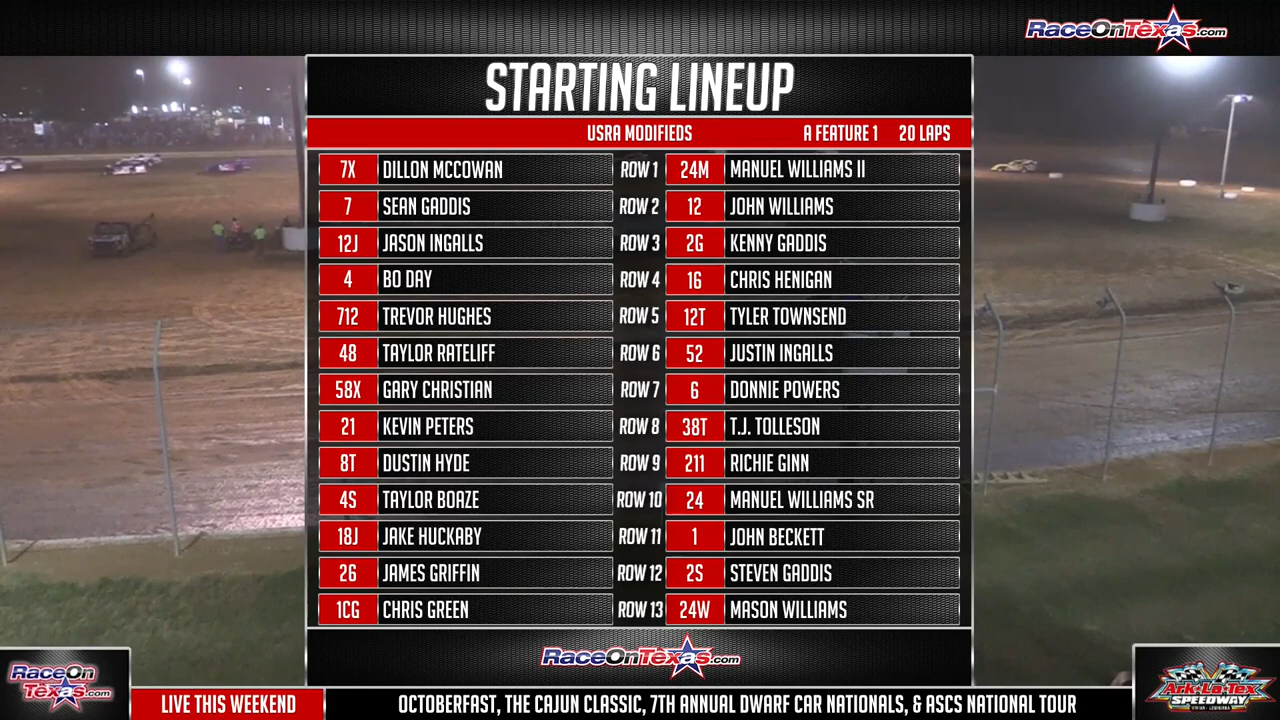 RaceOnTexas.com
STARTING LINEUP
USRA MODIFIEDS A FEATURE 1 20 LAPS
7X DILLON MCCOWAN ROW 1 24M MANUEL WILLIAMS II
7 SEAN GADDIS ROW 2 12 JOHN WILLIAMS
12J JASON INGALLS ROW 3 2G KENNY GADDIS
4 BO DAY ROW 4 16 CHRIS HENIGAN
712 TREVOR HUGHES ROW 5 12T TYLER TOWNSEND
48 TAYLOR RATELIFF ROW 6 52 JUSTIN INGALLS
58X GARY CHRISTIAN ROW 7 6 DONNIE POWERS
21 KEVIN PETERS ROW 8 38T T.J. TOLLESON
8T DUSTIN HYDE ROW 9 211 RICHIE GINN
4S TAYLOR BOAZE ROW 10 24 MANUEL WILLIAMS SR
18J JAKE HUCKABY ROW 11 1 JOHN BECKETT
26 JAMES GRIFFIN ROW 12 2S STEVEN GADDIS
1CG CHRIS GREEN ROW 13 24W MASON WILLIAMS
RaceOnTexas.com
RaceOn
Texas.com
LIVE THIS WEEKEND OCTOBERFAST, THE CAJUN CLASSIC, 7TH ANNUAL DWARF CAR NATIONALS, & ASCS NATIONAL TOUR
Ark-La-Tex
SPEEDWAY
VIVIAN - LOUISIANA